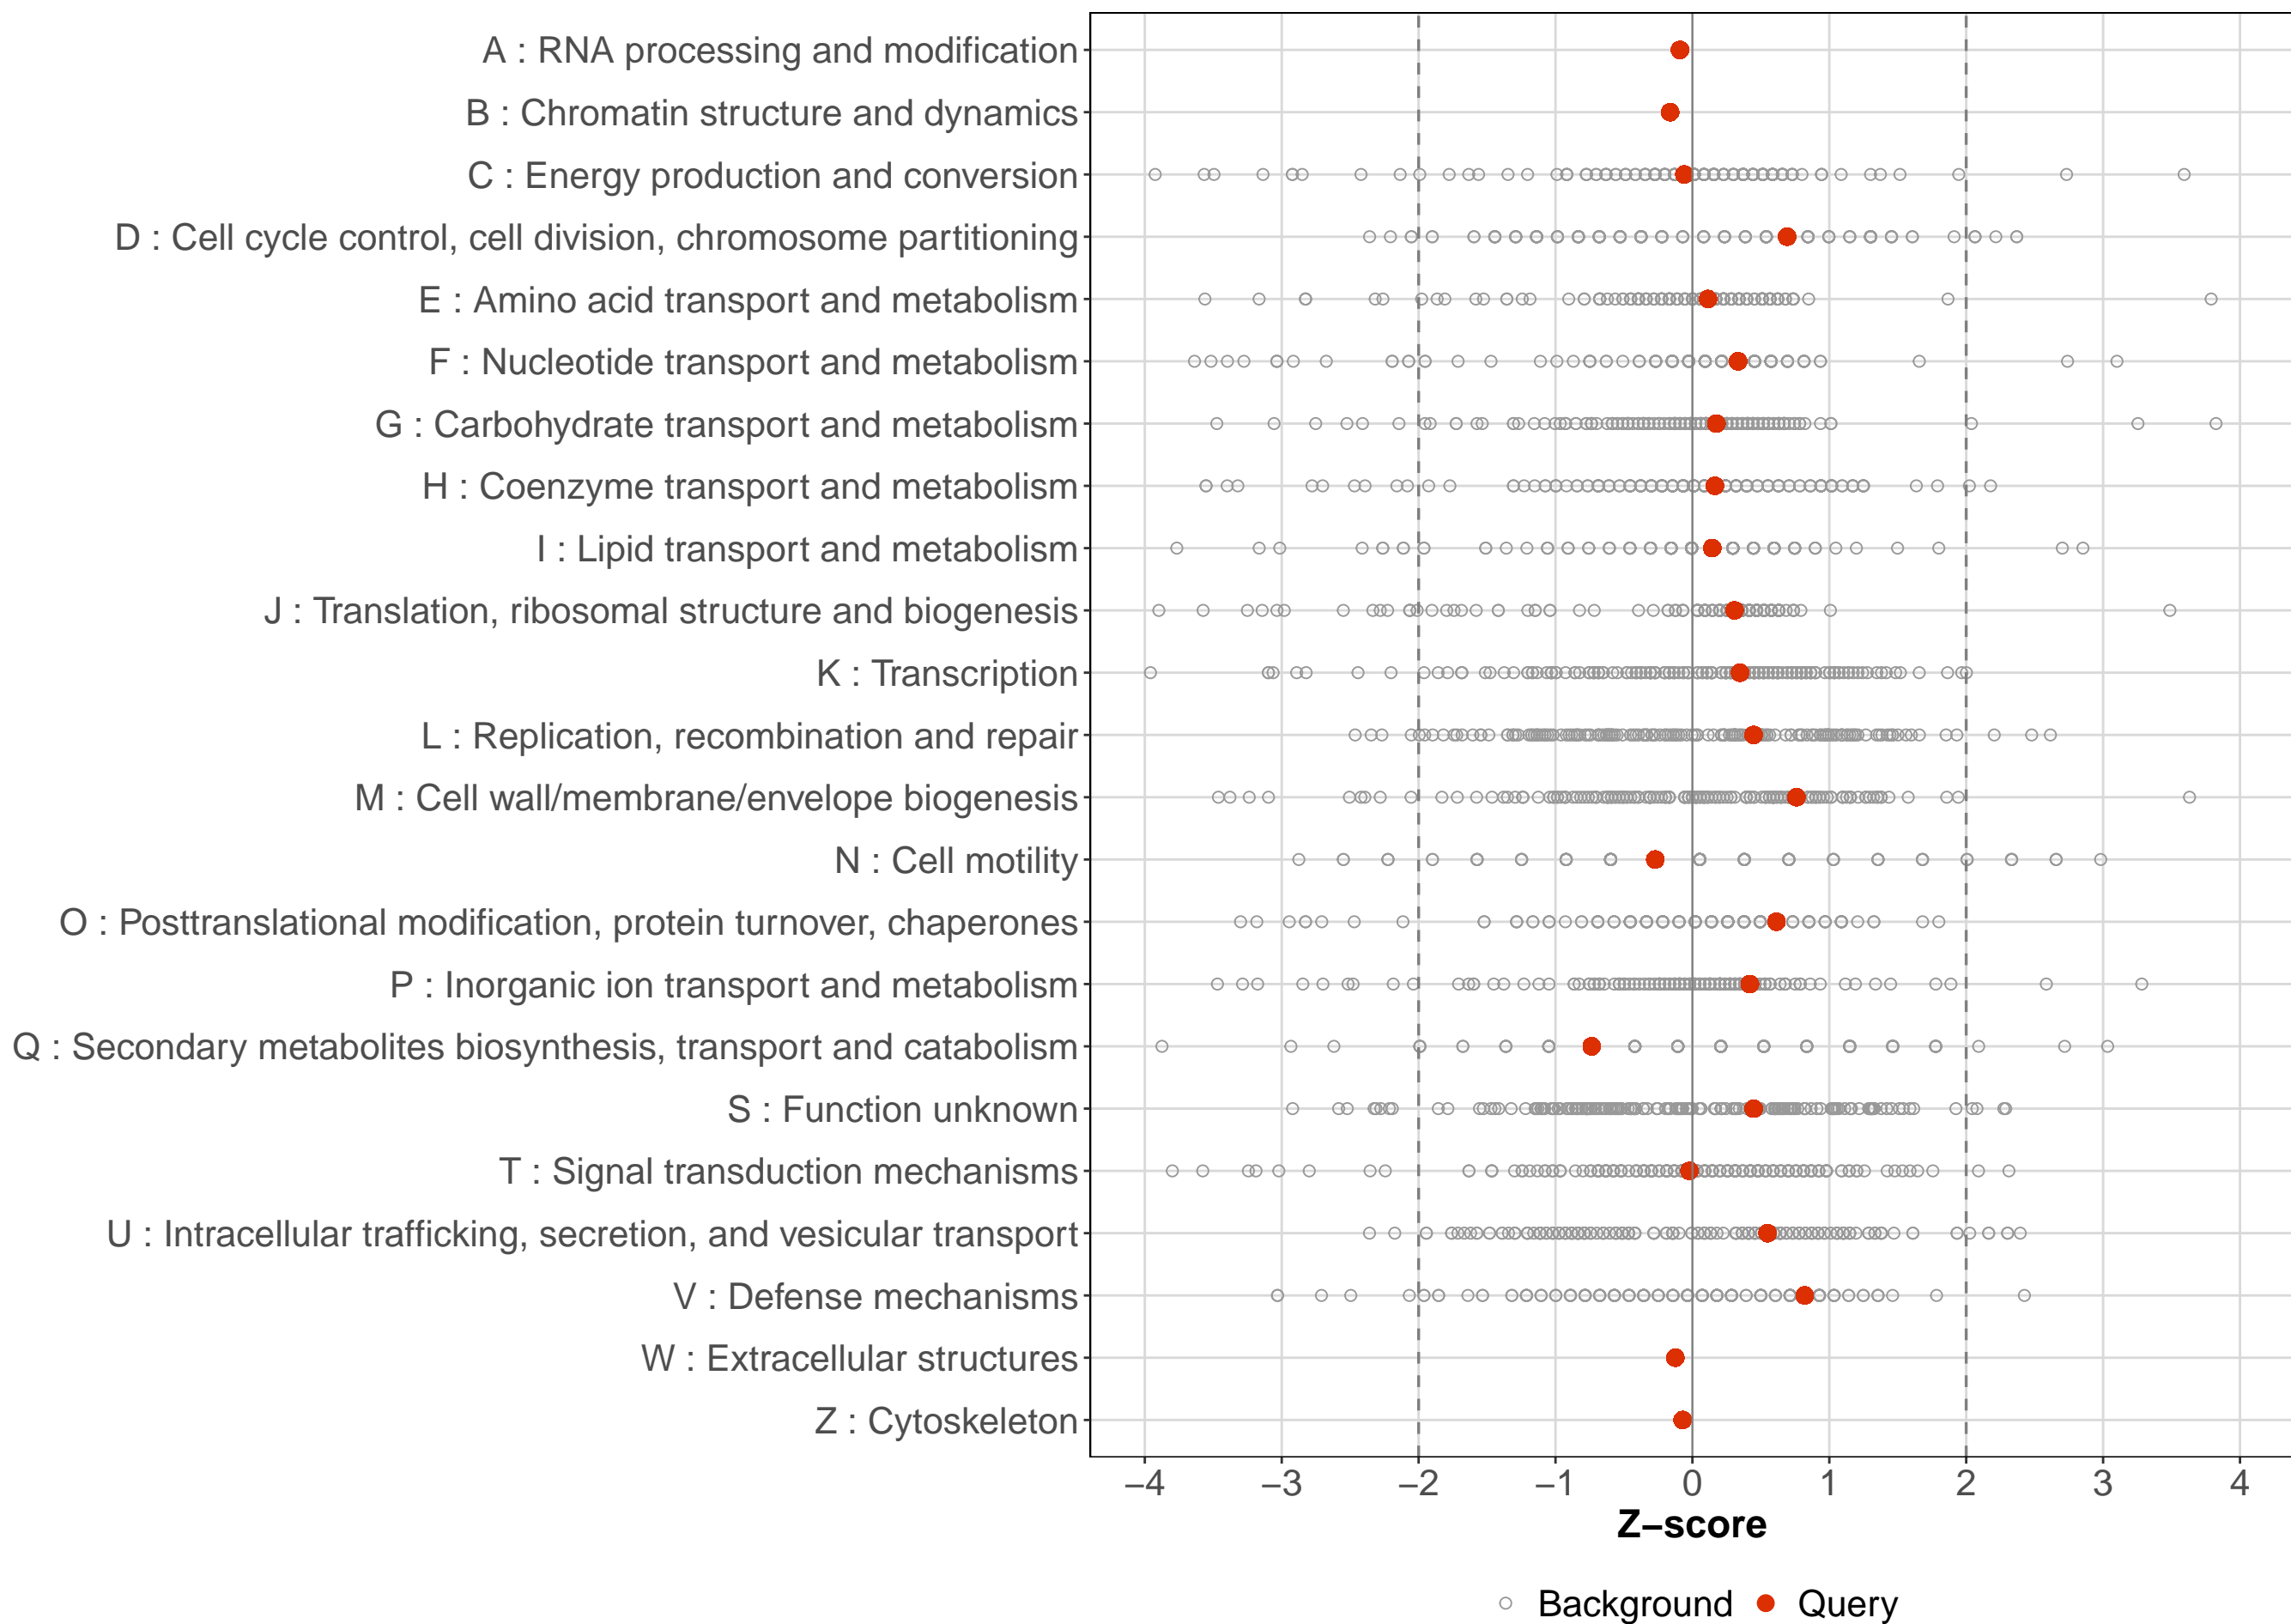 A : RNA processing and modification
B : Chromatin structure and dynamics
C : Energy production and conversion
D : Cell cycle control, cell division, chromosome partitioning
E : Amino acid transport and metabolism
F : Nucleotide transport and metabolism
G : Carbohydrate transport and metabolism
H : Coenzyme transport and metabolism
I : Lipid transport and metabolism
J : Translation, ribosomal structure and biogenesis
K : Transcription
L : Replication, recombination and repair
M : Cell wall/membrane/envelope biogenesis
N : Cell motility
O : Posttranslational modification, protein turnover, chaperones
P : Inorganic ion transport and metabolism
Q : Secondary metabolites biosynthesis, transport and catabolism
S : Function unknown
T : Signal transduction mechanisms
U : Intracellular trafficking, secretion, and vesicular transport
V : Defense mechanisms
W : Extracellular structures
Z : Cytoskeleton
−4 −3 −2 −1 0 1 2 3 4
Z−score
Background Query